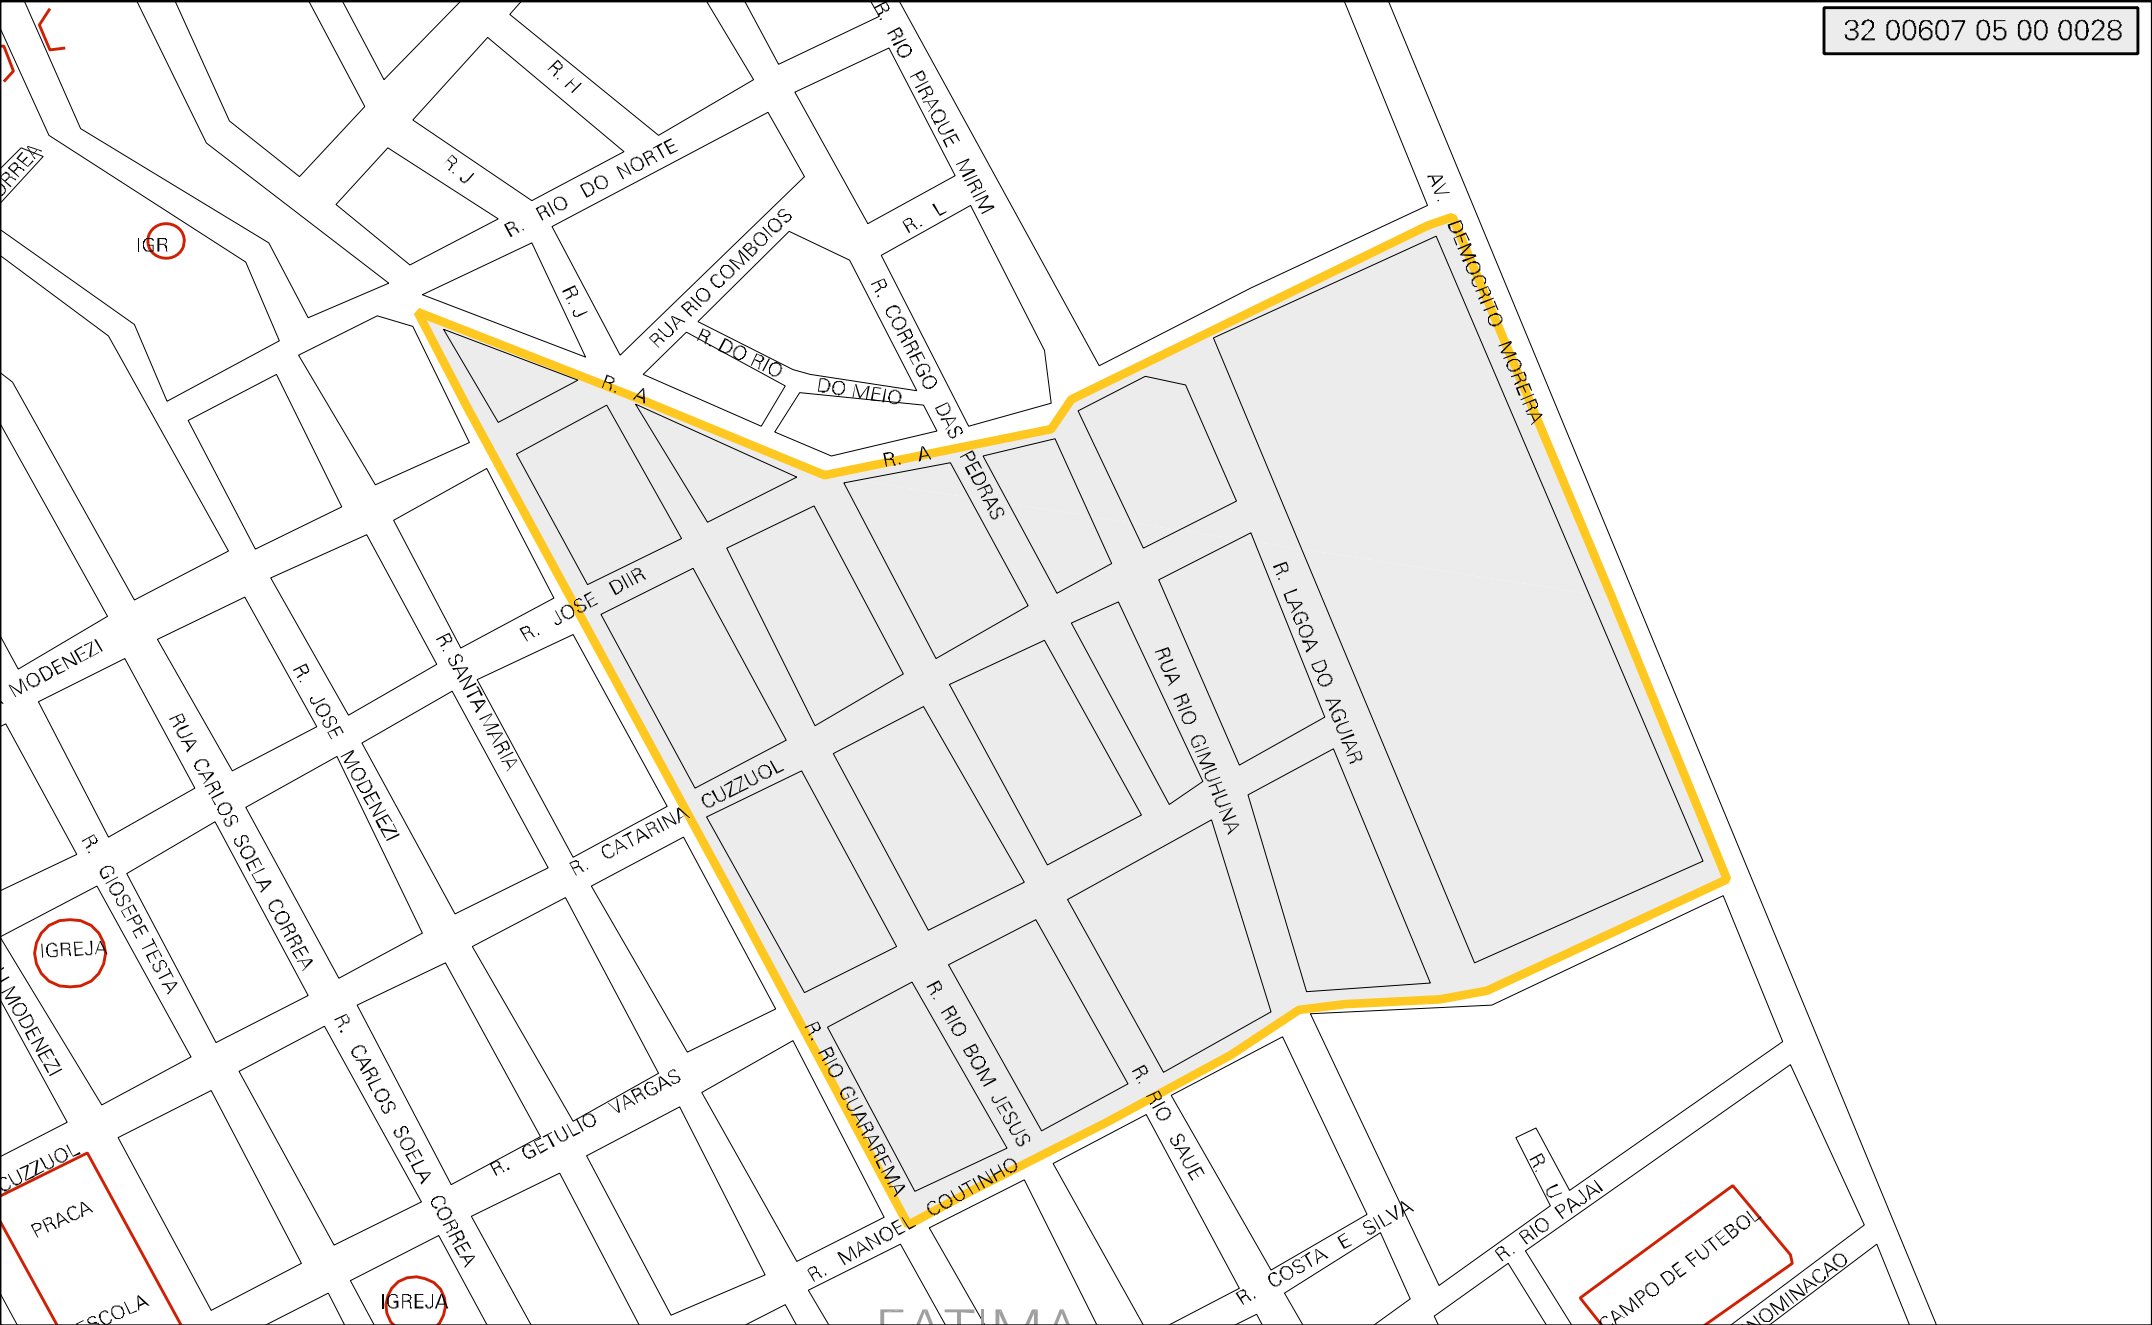 32 00607 05 00 0028
R. RIO PIRAQUE MIRIM
R. H
R. J
R. RIO DO NORTE
IGR
R. L
AV. DEMOCRITO MOREIRA
RUA RIO COMBOIOS
R. J
R. CORREGO DAS PEDRAS
R. DO RIO DO MEIO
R. A
R. A
R. JOSE DIIR
R. LAGOA DO AGUIAR
MODENEZI
R. SANTA MARIA
R. JOSE MODENEZI
RUA RIO GIMUHUNA
RUA CARLOS SOELA CORREA
R. CATARINA CUZZUOL
R. GIOSEPE TESTA
IGREJA
MODENEZI
R. RIO BOM JESUS
R. RIO GUARAREMA
R. CARLOS SOELA CORREA
R. GETULIO VARGAS
R. RIO SAUE
CUZZUOL
R. MANOEL COUTINHO
R. U
R. RIO PAJAI
PRACA
R. COSTA E SILVA
CAMPO DE FUTEBOL
IGREJA
FATIMA